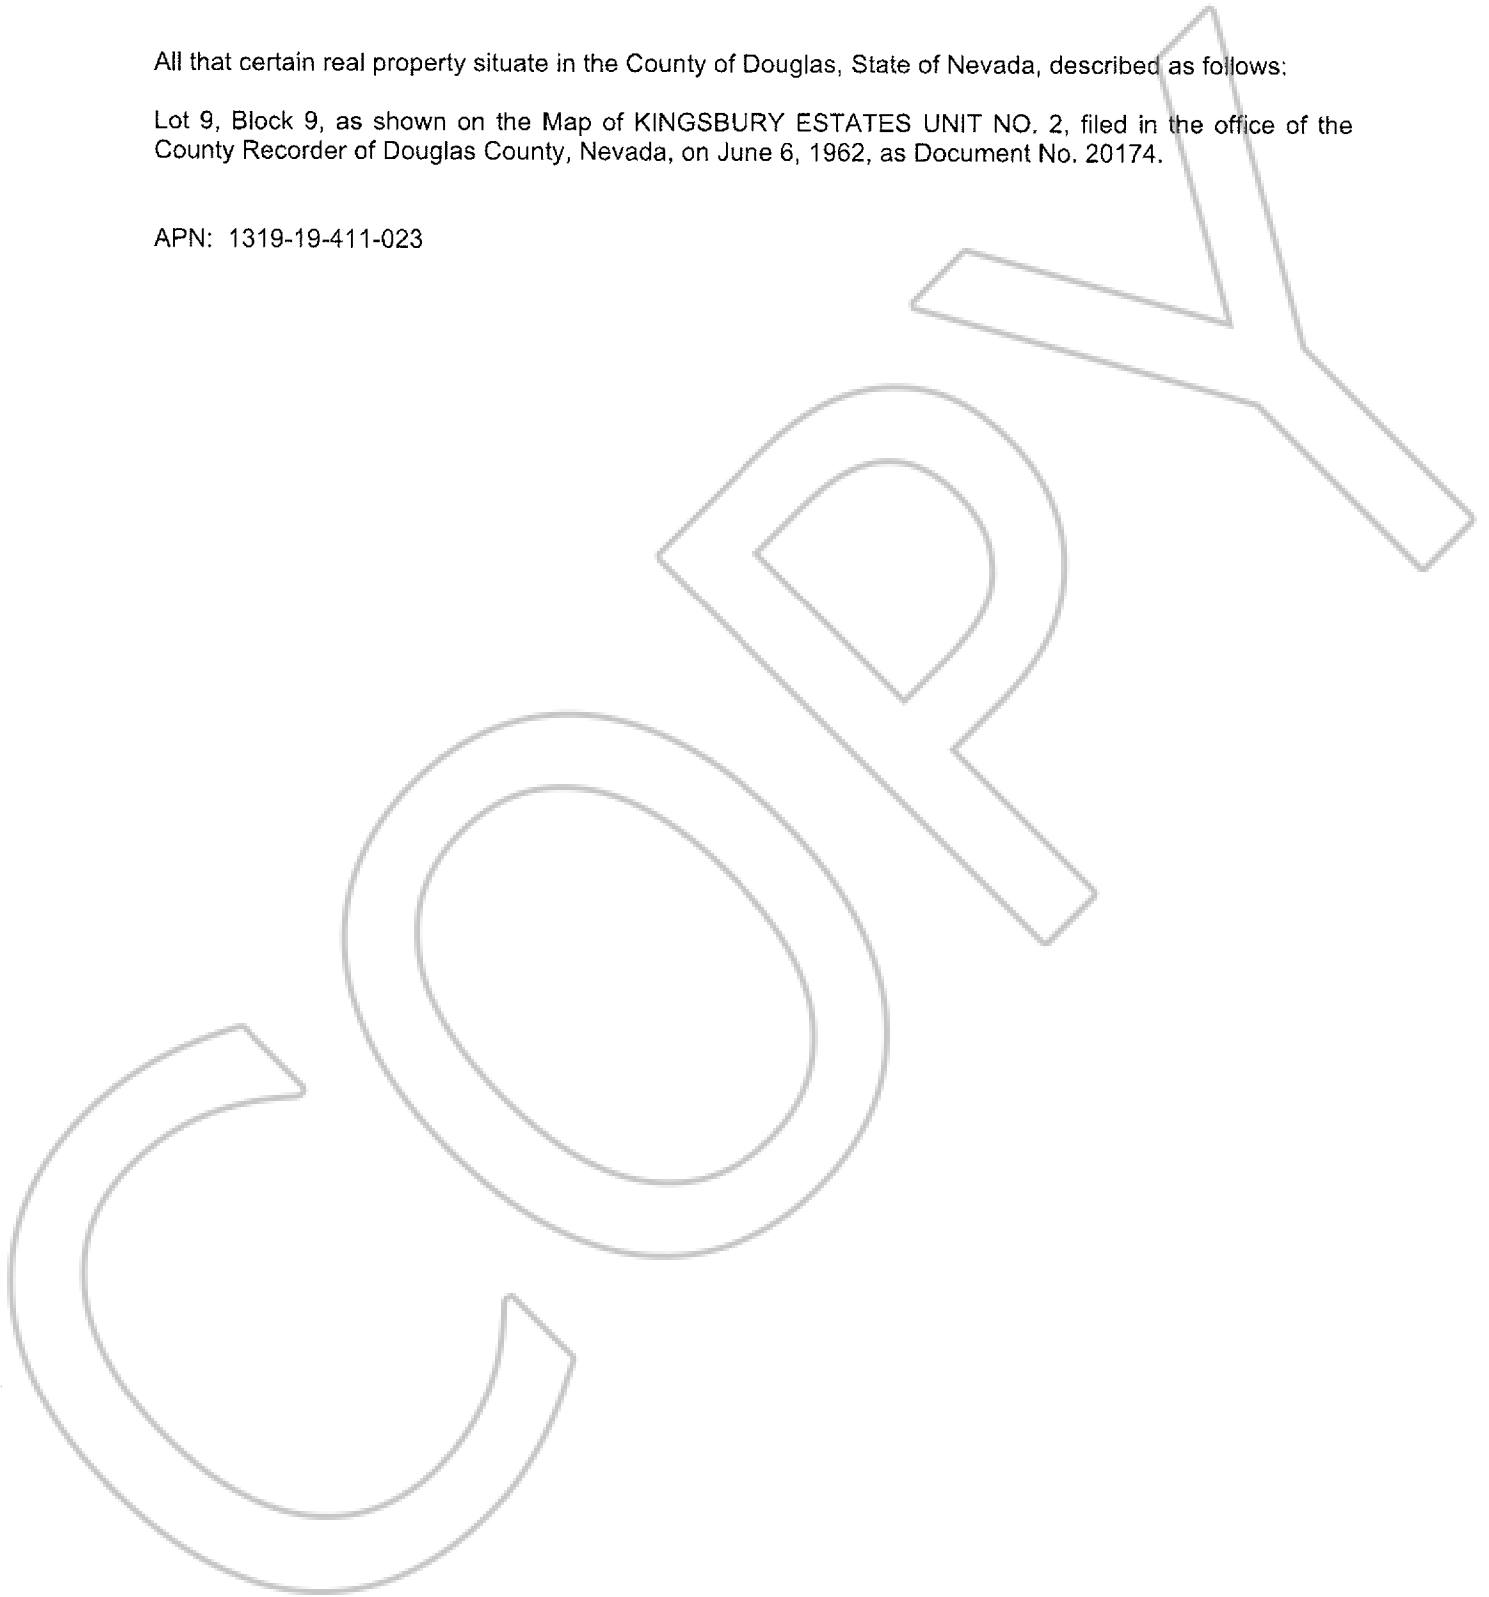 All that certain real property situate in the County of Douglas, State of Nevada, described as follows:
Lot 9, Block 9, as shown on the Map of KINGSBURY ESTATES UNIT NO. 2, filed in the office of the
County Recorder of Douglas County, Nevada, on June 6, 1962, as Document No. 20174.
APN: 1319-19-411-023
COPY